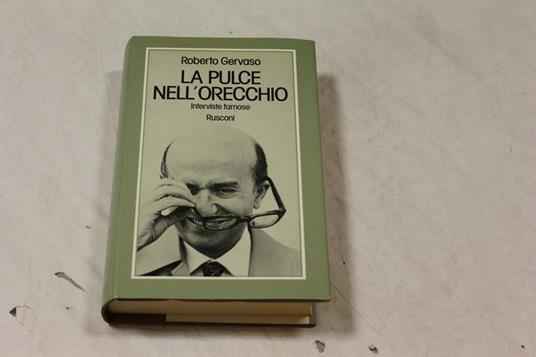 Roberto Gervaso
LA PULCE
NELL'ORECCHIO
Interviste famose
Rusconi